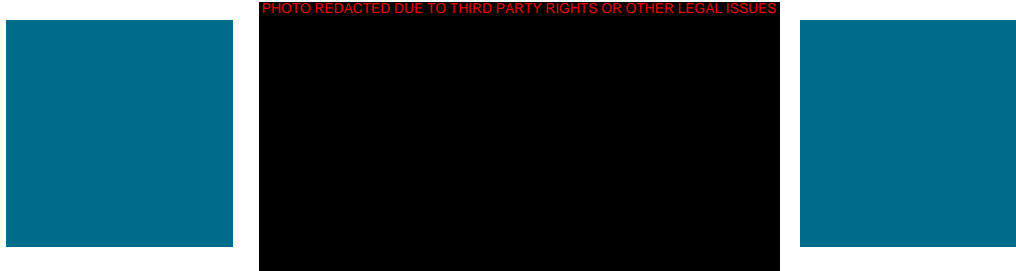 PHOTO REDACTED DUE TO THIRD PARTY RIGHTS OR OTHER LEGAL ISSUES